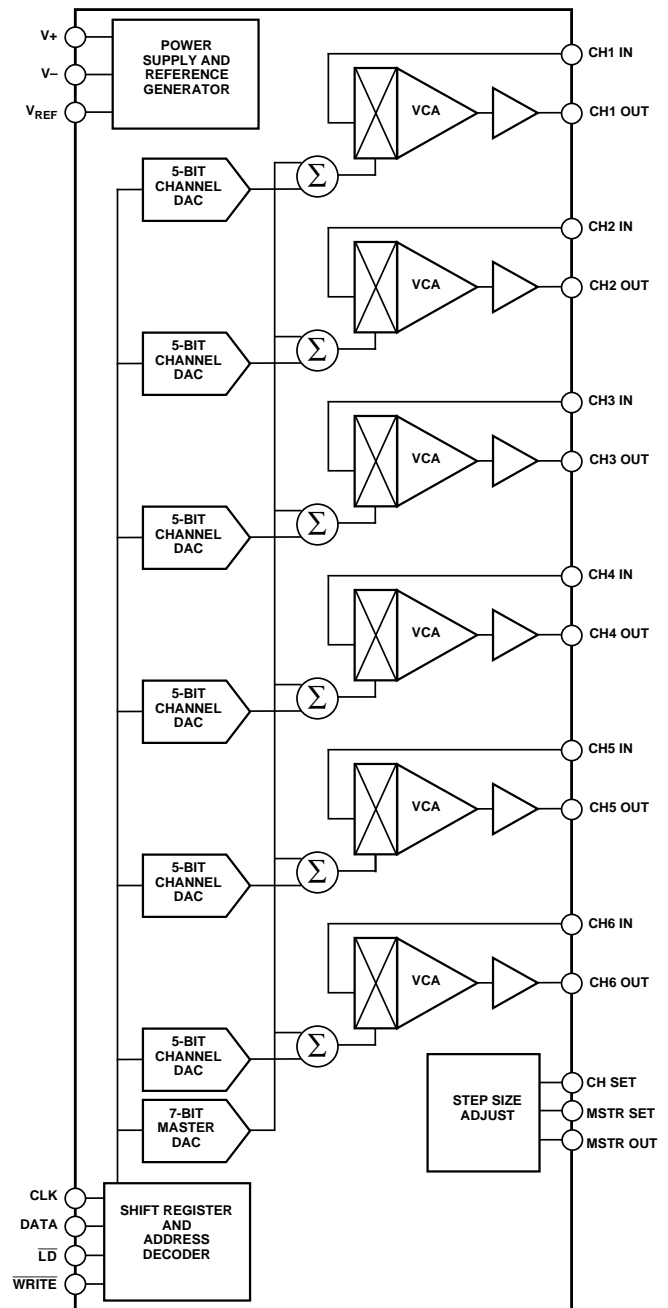 V+
V–
VREF
POWER
SUPPLY AND
REFERENCE
GENERATOR
CH1 IN
VCA
CH1 OUT
5-BIT
CHANNEL
DAC
Σ
CH2 IN
VCA
CH2 OUT
5-BIT
CHANNEL
DAC
Σ
CH3 IN
VCA
CH3 OUT
5-BIT
CHANNEL
DAC
Σ
CH4 IN
VCA
CH4 OUT
5-BIT
CHANNEL
DAC
Σ
CH5 IN
VCA
CH5 OUT
5-BIT
CHANNEL
DAC
Σ
CH6 IN
VCA
CH6 OUT
5-BIT
CHANNEL
DAC
Σ
7-BIT
MASTER
DAC
STEP SIZE
ADJUST
CH SET
MSTR SET
MSTR OUT
CLK
DATA
LD
WRITE
SHIFT REGISTER
AND
ADDRESS
DECODER